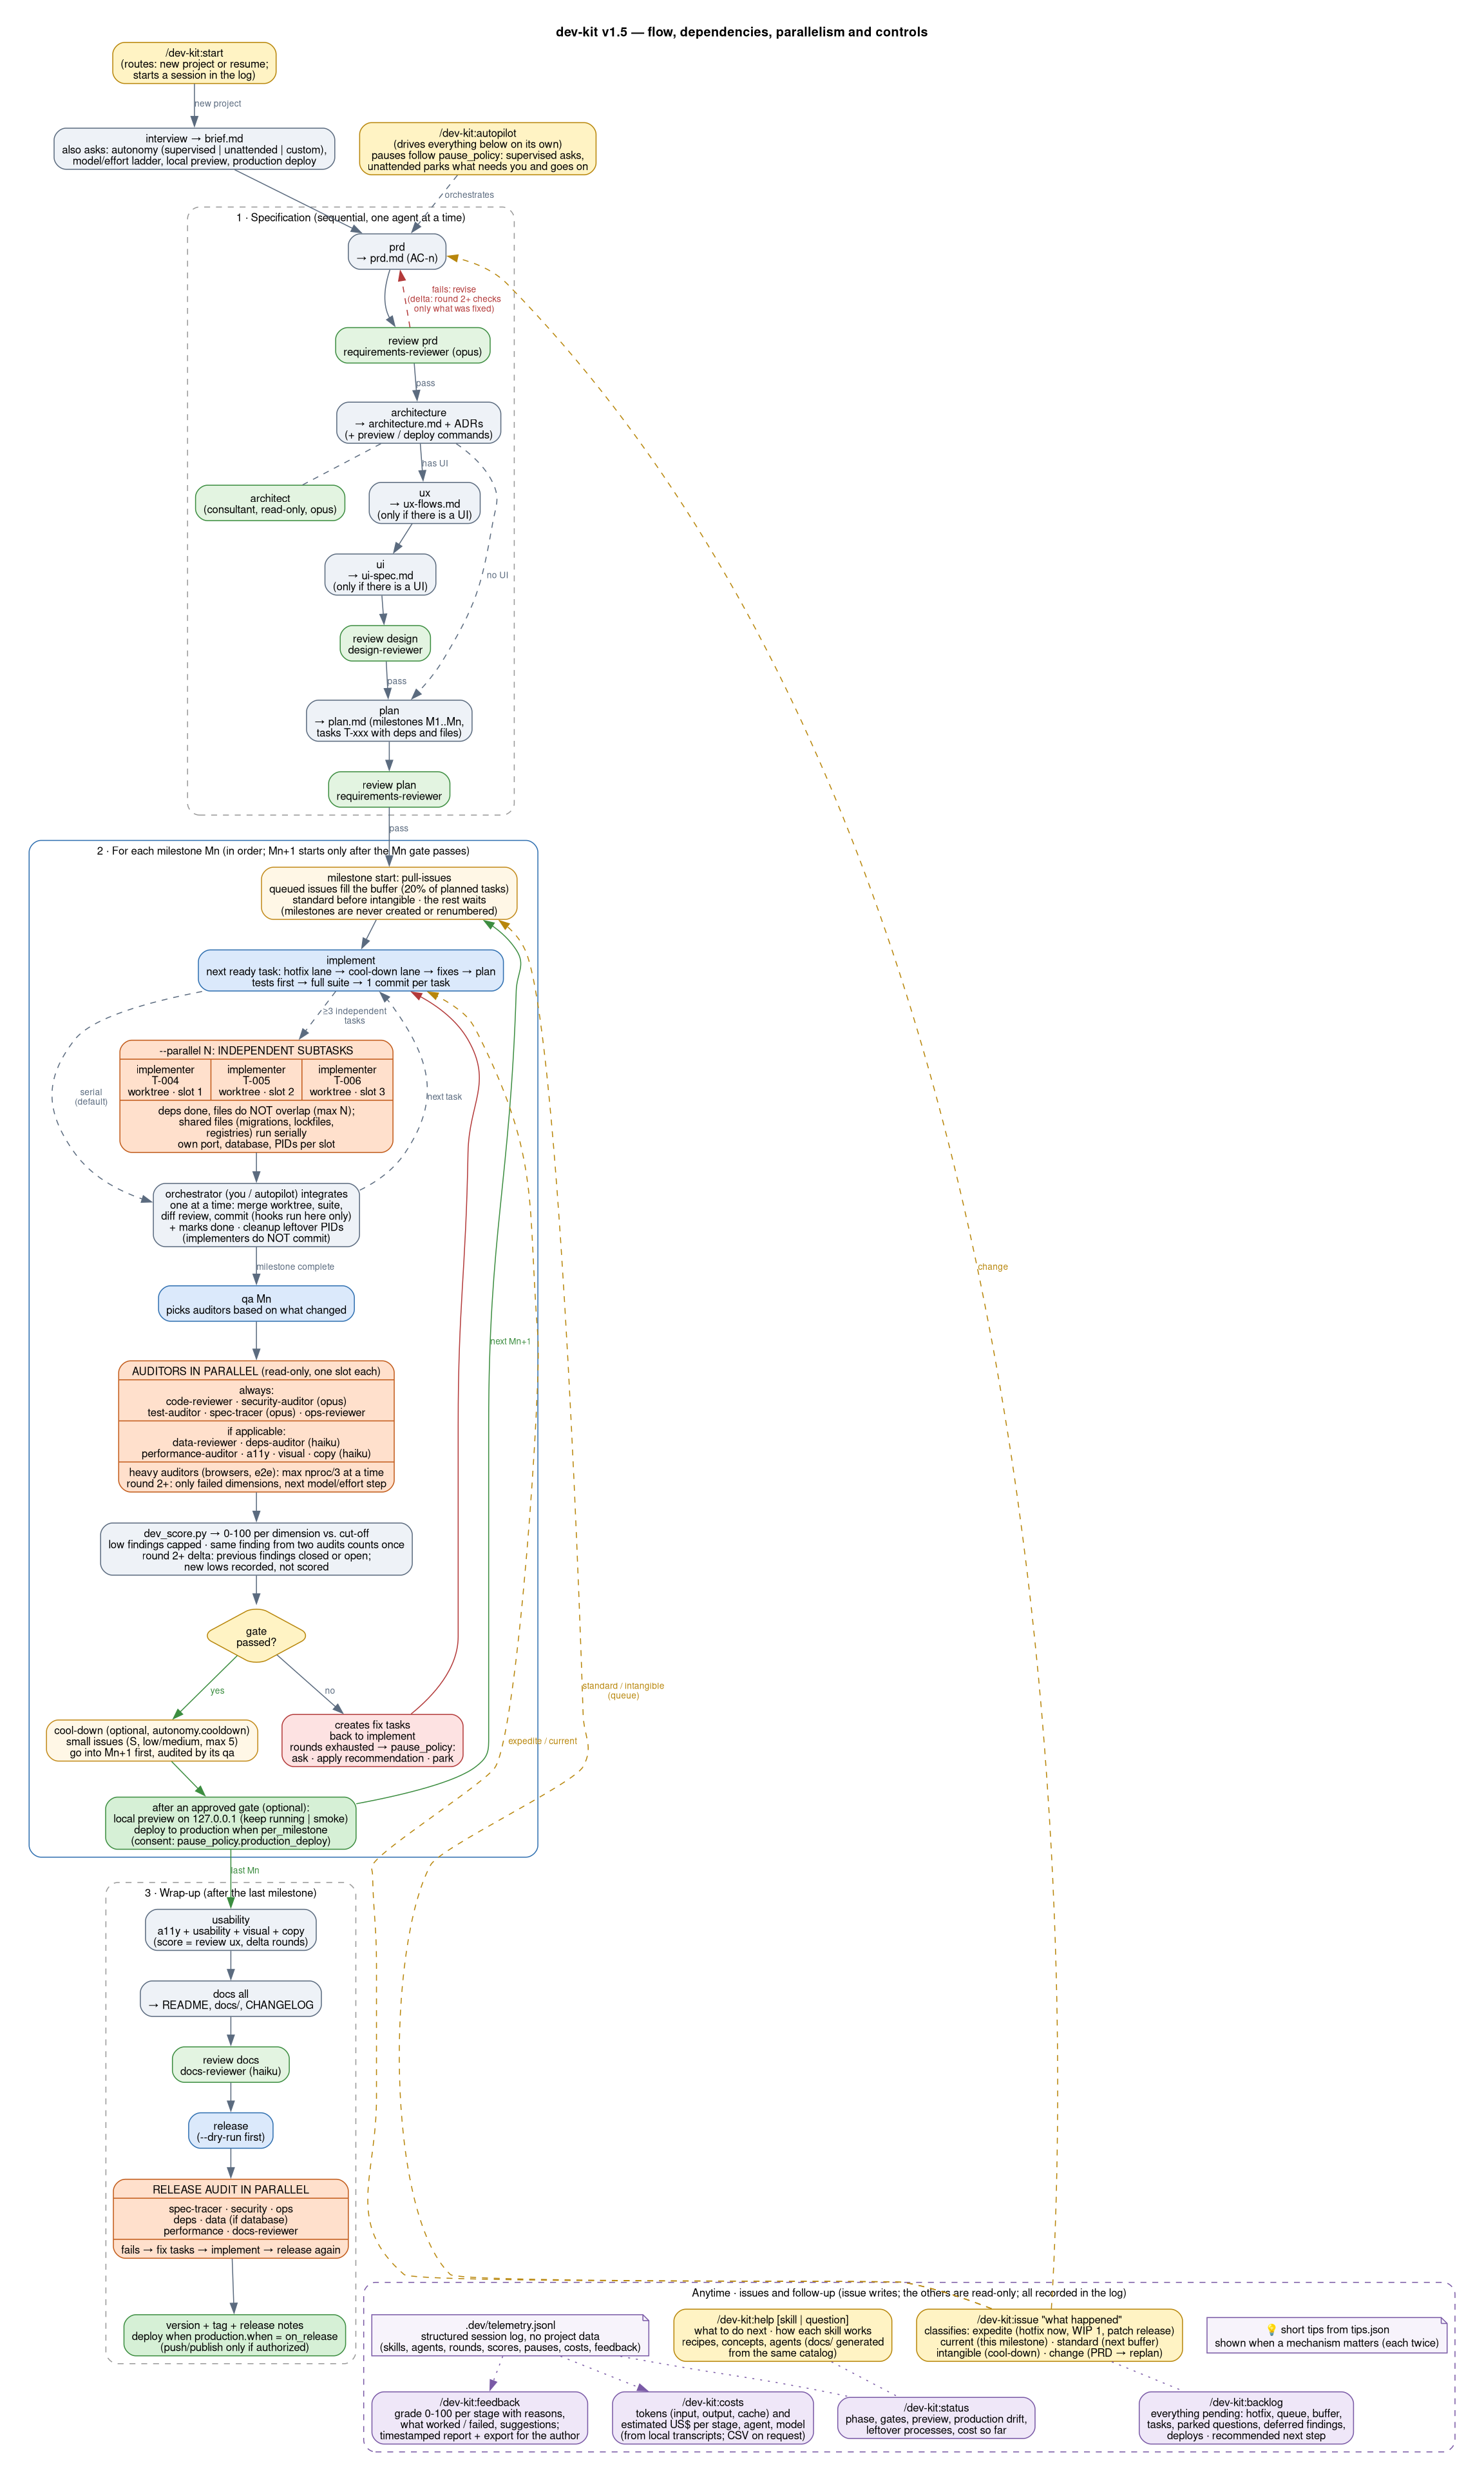 dev-kit v1.5 — flow, dependencies, parallelism and controls
/dev-kit:start
(routes: new project or resume;
starts a session in the log)
new project
interview → brief.md
also asks: autonomy (supervised | unattended | custom),
model/effort ladder, local preview, production deploy
/dev-kit:autopilot
(drives everything below on its own)
pauses follow pause_policy: supervised asks,
unattended parks what needs you and goes on
orchestrates
1 · Specification (sequential, one agent at a time)
prd
→ prd.md (AC-n)
fails: revise
(delta: round 2+ checks
only what was fixed)
review prd
requirements-reviewer (opus)
pass
architecture
→ architecture.md + ADRs
(+ preview / deploy commands)
has UI
architect
(consultant, read-only, opus)
ux
→ ux-flows.md
(only if there is a UI)
ui
→ ui-spec.md
(only if there is a UI)
no UI
review design
design-reviewer
pass
plan
→ plan.md (milestones M1..Mn,
tasks T-xxx with deps and files)
review plan
requirements-reviewer
pass
2 · For each milestone Mn (in order; Mn+1 starts only after the Mn gate passes)
milestone start: pull-issues
queued issues fill the buffer (20% of planned tasks)
standard before intangible · the rest waits
(milestones are never created or renumbered)
implement
next ready task: hotfix lane → cool-down lane → fixes → plan
tests first → full suite → 1 commit per task
≥3 independent
tasks
--parallel N: INDEPENDENT SUBTASKS
implementer
T-004
worktree · slot 1
implementer
T-005
worktree · slot 2
implementer
T-006
worktree · slot 3
deps done, files do NOT overlap (max N);
shared files (migrations, lockfiles,
registries) run serially
own port, database, PIDs per slot
serial
(default)
next task
orchestrator (you / autopilot) integrates
one at a time: merge worktree, suite,
diff review, commit (hooks run here only)
+ marks done · cleanup leftover PIDs
(implementers do NOT commit)
milestone complete
change
qa Mn
picks auditors based on what changed
next Mn+1
AUDITORS IN PARALLEL (read-only, one slot each)
always:
code-reviewer · security-auditor (opus)
test-auditor · spec-tracer (opus) · ops-reviewer
if applicable:
data-reviewer · deps-auditor (haiku)
performance-auditor · a11y · visual · copy (haiku)
heavy auditors (browsers, e2e): max nproc/3 at a time
round 2+: only failed dimensions, next model/effort step
dev_score.py → 0-100 per dimension vs. cut-off
low findings capped · same finding from two audits counts once
round 2+ delta: previous findings closed or open;
new lows recorded, not scored
gate
passed?
yes
no
standard / intangible
(queue)
cool-down (optional, autonomy.cooldown)
small issues (S, low/medium, max 5)
go into Mn+1 first, audited by its qa
creates fix tasks
back to implement
rounds exhausted → pause_policy:
ask · apply recommendation · park
expedite / current
after an approved gate (optional):
local preview on 127.0.0.1 (keep running | smoke)
deploy to production when per_milestone
(consent: pause_policy.production_deploy)
last Mn
3 · Wrap-up (after the last milestone)
usability
a11y + usability + visual + copy
(score = review ux, delta rounds)
docs all
→ README, docs/, CHANGELOG
review docs
docs-reviewer (haiku)
release
(--dry-run first)
RELEASE AUDIT IN PARALLEL
spec-tracer · security · ops
deps · data (if database)
performance · docs-reviewer
fails → fix tasks → implement → release again
version + tag + release notes
deploy when production.when = on_release
(push/publish only if authorized)
Anytime · issues and follow-up (issue writes; the others are read-only; all recorded in the log)
.dev/telemetry.jsonl
structured session log, no project data
(skills, agents, rounds, scores, pauses, costs, feedback)
/dev-kit:help [skill | question]
what to do next · how each skill works
recipes, concepts, agents (docs/ generated
from the same catalog)
/dev-kit:issue "what happened"
classifies: expedite (hotfix now, WIP 1, patch release)
current (this milestone) · standard (next buffer)
intangible (cool-down) · change (PRD → replan)
💡 short tips from tips.json
shown when a mechanism matters (each twice)
/dev-kit:feedback
grade 0-100 per stage with reasons,
what worked / failed, suggestions;
timestamped report + export for the author
/dev-kit:costs
tokens (input, output, cache) and
estimated US$ per stage, agent, model
(from local transcripts; CSV on request)
/dev-kit:status
phase, gates, preview, production drift,
leftover processes, cost so far
/dev-kit:backlog
everything pending: hotfix, queue, buffer,
tasks, parked questions, deferred findings,
deploys · recommended next step